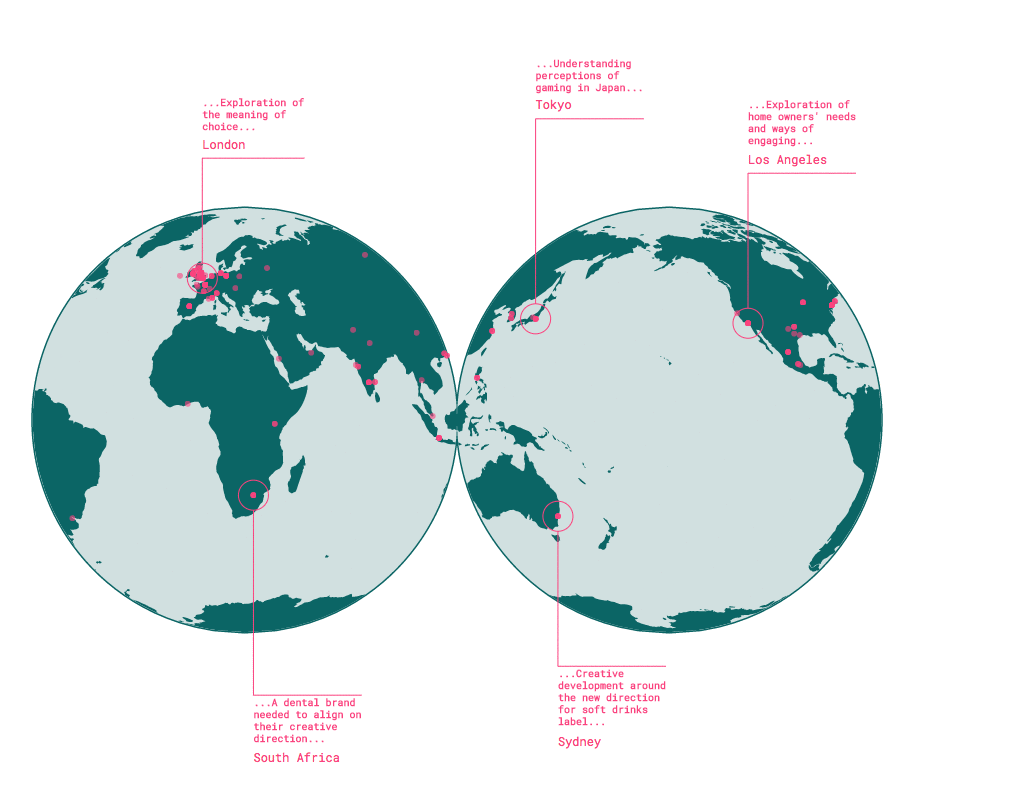 ...Understanding
perceptions of
gaming in Japan...
Tokyo
...Exploration of
the meaning of
choice...
London
...Exploration of
home owners' needs
and ways of
engaging...
Los Angeles
...Creative
development around
the new direction
for soft drinks
label...
Sydney
...A dental brand
needed to align on
their creative
direction...
South Africa